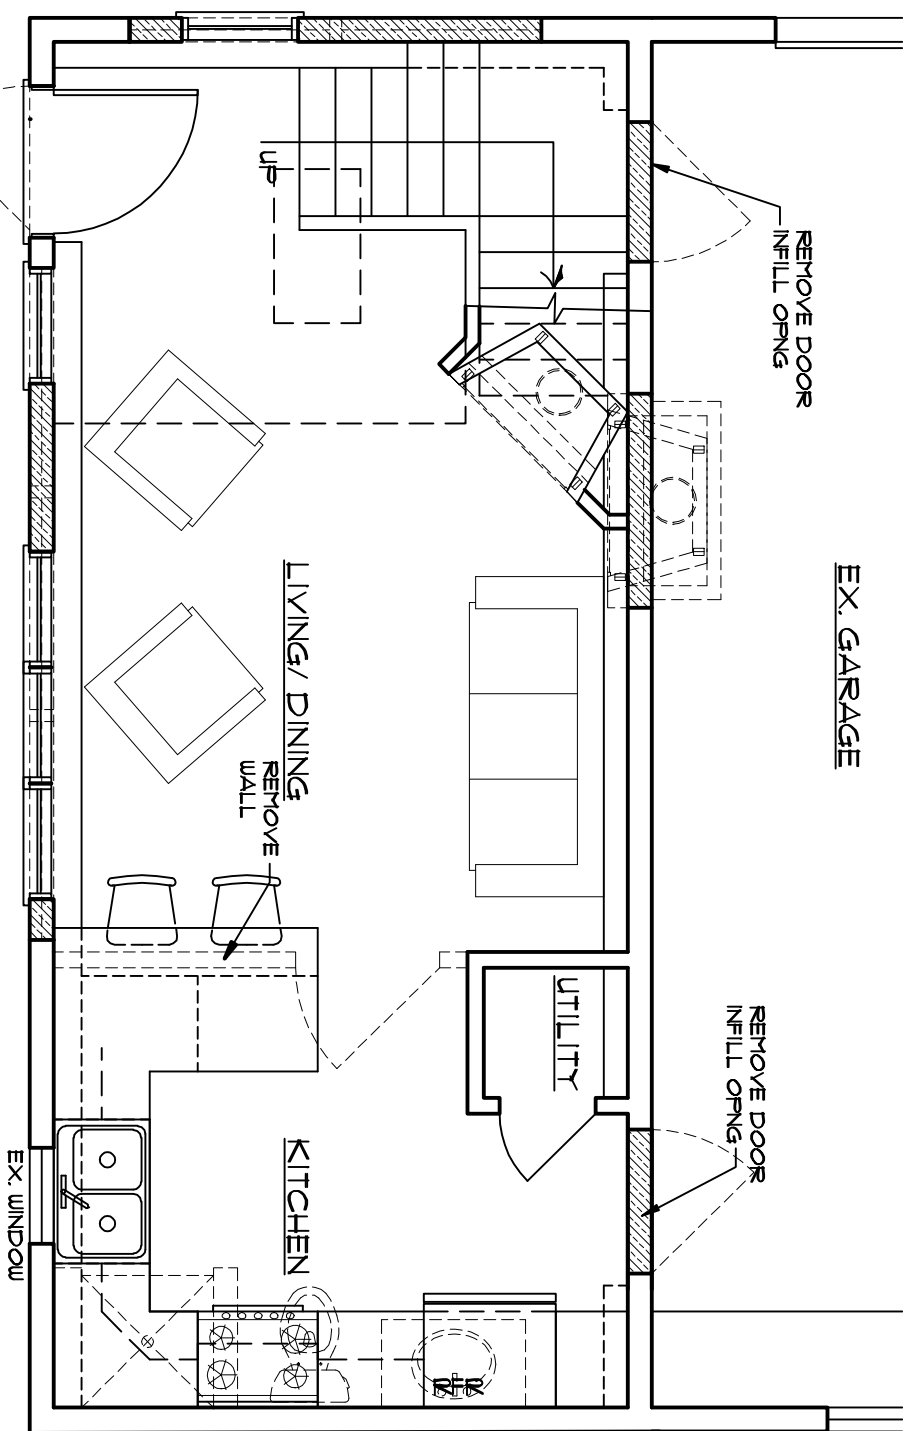 REMOVE DOOR
INFILL OPNG
UP
EX. GARAGE
LIVING/ DINING
REMOVE
WALL
UTILITY
REMOVE DOOR
INFILL OPNG
KITCHEN
EX. WINDOW
RFR